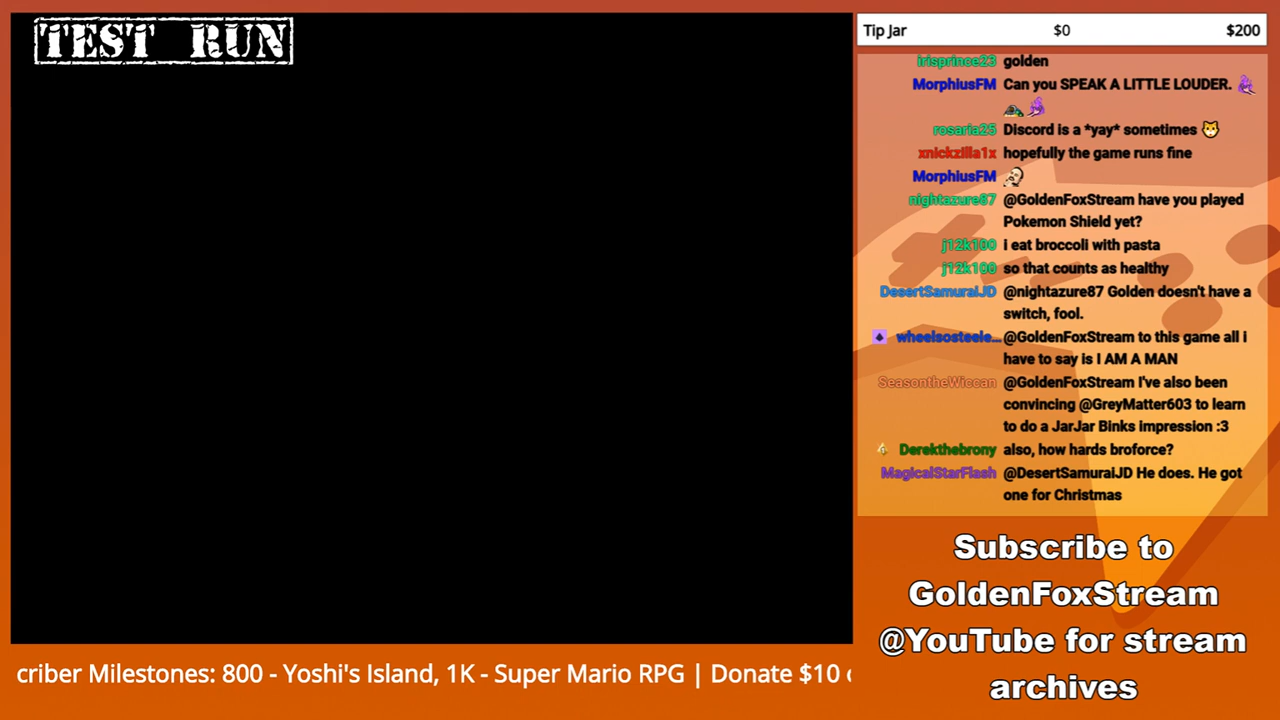 TEST RUN
Tip Jar $0 $200
irisprince23 golden
MorphiusFM Can you SPEAK A LITTLE LOUDER.
rosaria25 Discord is a *yay* sometimes
xnickzilla1x hopefully the game runs fine
MorphiusFM
nightazure87 @GoldenFoxStream have you played
Pokemon Shield yet?
j12k100 i eat broccoli with pasta
j12k100 so that counts as healthy
DesertSamuraiJD @nightazure87 Golden doesn't have a
switch, fool.
wheelsosteele... @GoldenFoxStream to this game all i
have to say is I AM A MAN
SeasontheWiccan @GoldenFoxStream I've also been
convincing @GreyMatter603 to learn
to do a JarJar Binks impression :3
Derekthebrony also, how hards broforce?
MagicalStarFlash @DesertSamuraiJD He does. He got
one for Christmas
Subscribe to
GoldenFoxStream
@YouTube for stream
archives
criber Milestones: 800 - Yoshi's Island, 1K - Super Mario RPG | Donate $10